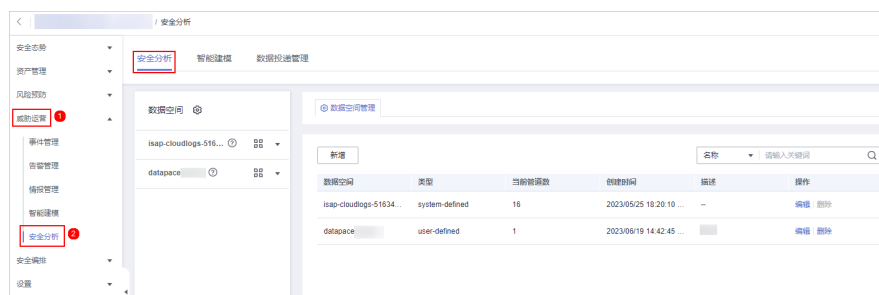 / 安全分析
安全态势
资产管理
风险预防
威胁运营 1
事件管理
告警管理
情报管理
智能建模
安全分析 2
安全编排
设置
安全分析 智能建模 数据投递管理
数据空间
isap-cloudlogs-516...
datapace
数据空间管理
新增
名称 请输入关键词
数据空间 类型 当前管道数 创建时间 描述 操作
isap-cloudlogs-51634... system-defined 16 2023/05/25 18:20:10 ... -- 编辑 删除
datapace user-defined 1 2023/06/19 14:42:45 ... 编辑 删除